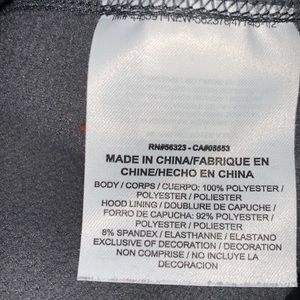 RN#56323 - CA#05553
MADE IN CHINA/FABRIQUE EN
CHINE/HECHO EN CHINA
BODY / CORPS / CUERPO: 100% POLYESTER /
POLYESTER / POLIESTER
HOOD LINING / DOUBLURE DE CAPUCHE /
FORRO DE CAPUCHA: 92% POLYESTER /
POLYESTER / POLIESTER
8% SPANDEX / ELASTHANNE / ELASTANO
EXCLUSIVE OF DECORATION / DECORATION
NON COMPRISE / NO INCLUYE LA
DECORACION